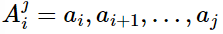 $A_i^j = a_i, a_{i+1}, \ldots, a_j$